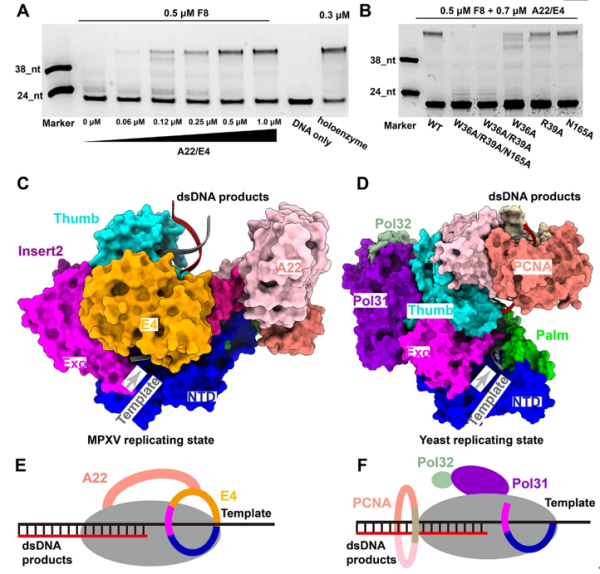 A
0.5 μM F8
0.3 μM
38_nt
24_nt
Marker
0 μM 0.06 μM 0.12 μM 0.25 μM 0.5 μM 1.0 μM
A22/E4
DNA only
holoenzyme
B
0.5 μM F8 + 0.7 μM A22/E4
38_nt
24_nt
Marker
WT
W36A/R39A/N165A
W36A/R39A
W36A
R39A
N165A
C
dsDNA products
Thumb
Insert2
A22
E4
Exo
Template
NTD
MPXV replicating state
D
dsDNA products
Pol32
PCNA
Pol31
Thumb
Palm
Exo
Template
NTD
Yeast replicating state
E
A22
E4
Template
dsDNA
products
F
Pol32
Pol31
PCNA
Template
dsDNA
products